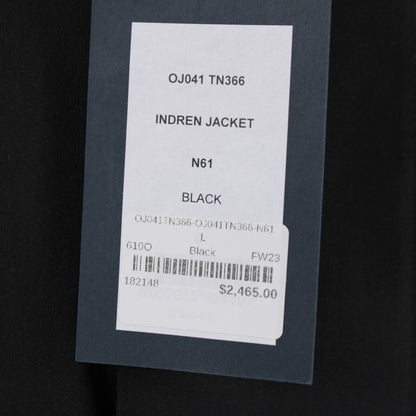 OJ041 TN366
INDREN JACKET
N61
BLACK
OJ041TN366-OJ041TN366-N61
L
610O Black FW23
182148 $2,465.00